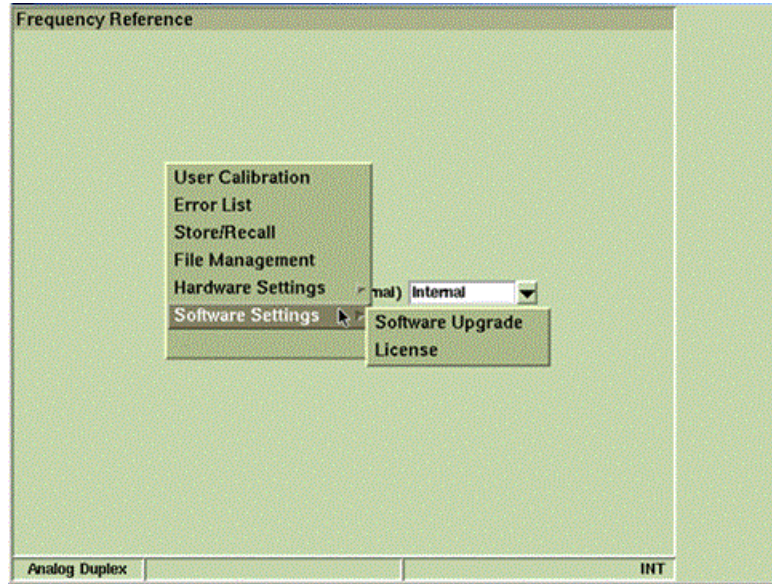 Frequency Reference
User Calibration
Error List
Store/Recall
File Management
Hardware Settings
mal) Internal
Software Settings
Software Upgrade
License
Analog Duplex
INT